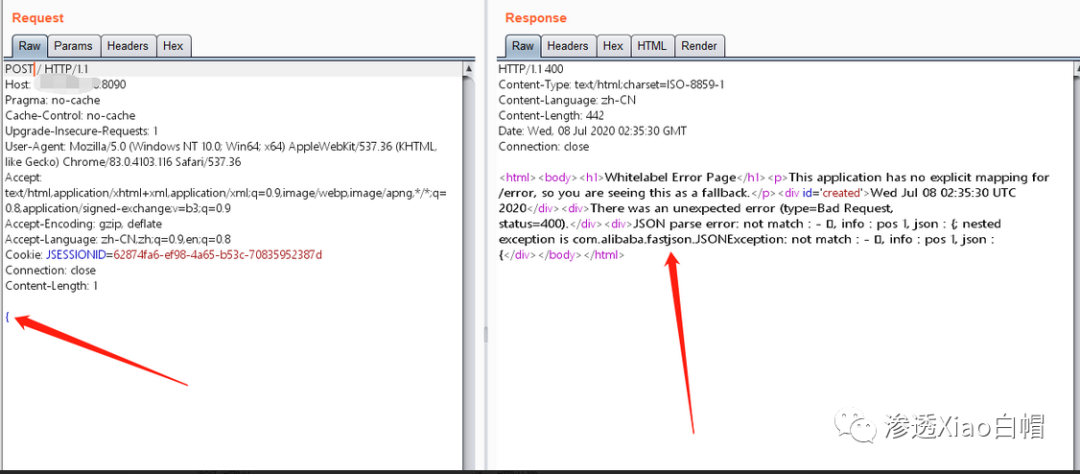 Request
Raw Params Headers Hex
POST / HTTP/1.1
Host: :8090
Pragma: no-cache
Cache-Control: no-cache
Upgrade-Insecure-Requests: 1
User-Agent: Mozilla/5.0 (Windows NT 10.0; Win64; x64) AppleWebKit/537.36 (KHTML,
like Gecko) Chrome/83.0.4103.116 Safari/537.36
Accept:
text/html,application/xhtml+xml,application/xml;q=0.9,image/webp,image/apng,*/*;q=
0.8,application/signed-exchange;v=b3;q=0.9
Accept-Encoding: gzip, deflate
Accept-Language: zh-CN,zh;q=0.9,en;q=0.8
Cookie: JSESSIONID=62874fa6-ef98-4a65-b53c-70835952387d
Connection: close
Content-Length: 1
{
Response
Raw Headers Hex HTML Render
HTTP/1.1 400
Content-Type: text/html;charset=ISO-8859-1
Content-Language: zh-CN
Content-Length: 442
Date: Wed, 08 Jul 2020 02:35:30 GMT
Connection: close
<html><body><h1>Whitelabel Error Page</h1><p>This application has no explicit mapping for
/error, so you are seeing this as a fallback.</p><div id='created'>Wed Jul 08 02:35:30 UTC
2020</div><div>There was an unexpected error (type=Bad Request,
status=400).</div><div>JSON parse error: not match : - , info : pos 1, json : {; nested
exception is com.alibaba.fastjson.JSONException: not match : - , info : pos 1, json :
{</div></body></html>
渗透Xiao白帽